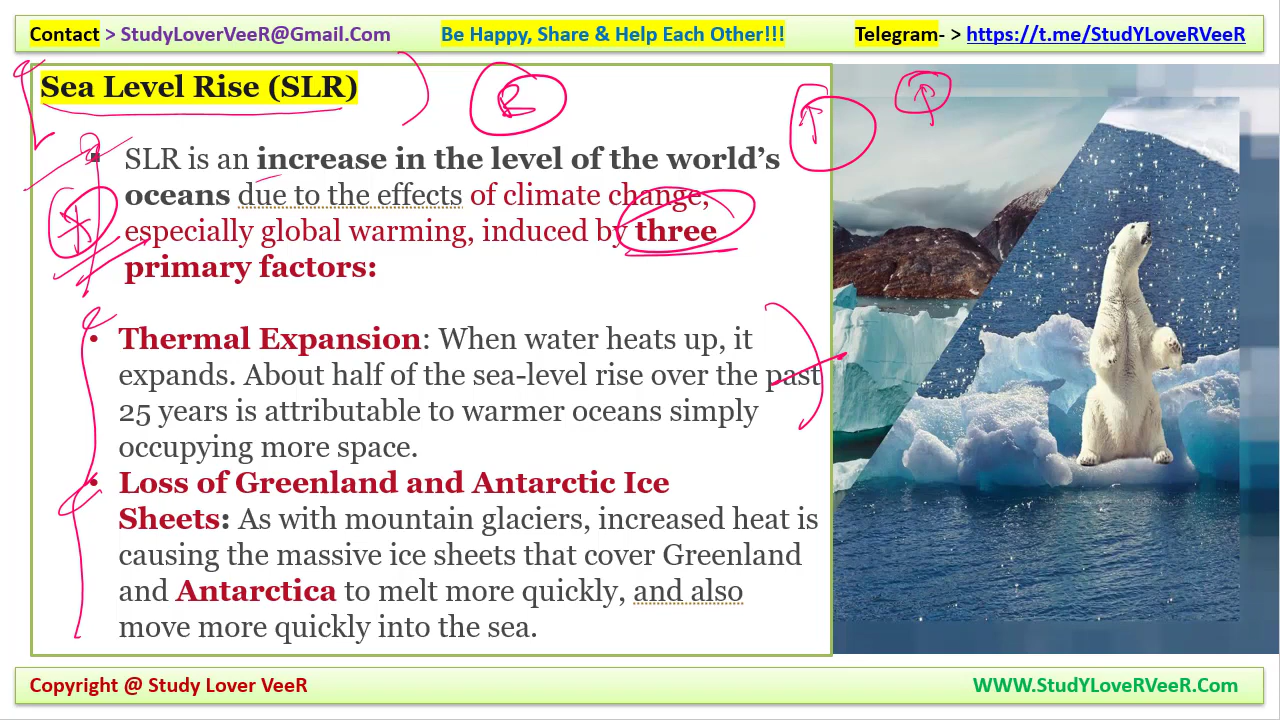 Contact > StudyLoverVeeR@Gmail.Com Be Happy, Share & Help Each Other!!! Telegram- > https://t.me/StudYLoveRVeeR
Sea Level Rise (SLR)
SLR is an increase in the level of the world’s
oceans due to the effects of climate change,
especially global warming, induced by three
primary factors:
• Thermal Expansion: When water heats up, it
expands. About half of the sea-level rise over the past
25 years is attributable to warmer oceans simply
occupying more space.
• Loss of Greenland and Antarctic Ice
Sheets: As with mountain glaciers, increased heat is
causing the massive ice sheets that cover Greenland
and Antarctica to melt more quickly, and also
move more quickly into the sea.
Copyright @ Study Lover VeeR WWW.StudYLoveRVeeR.Com